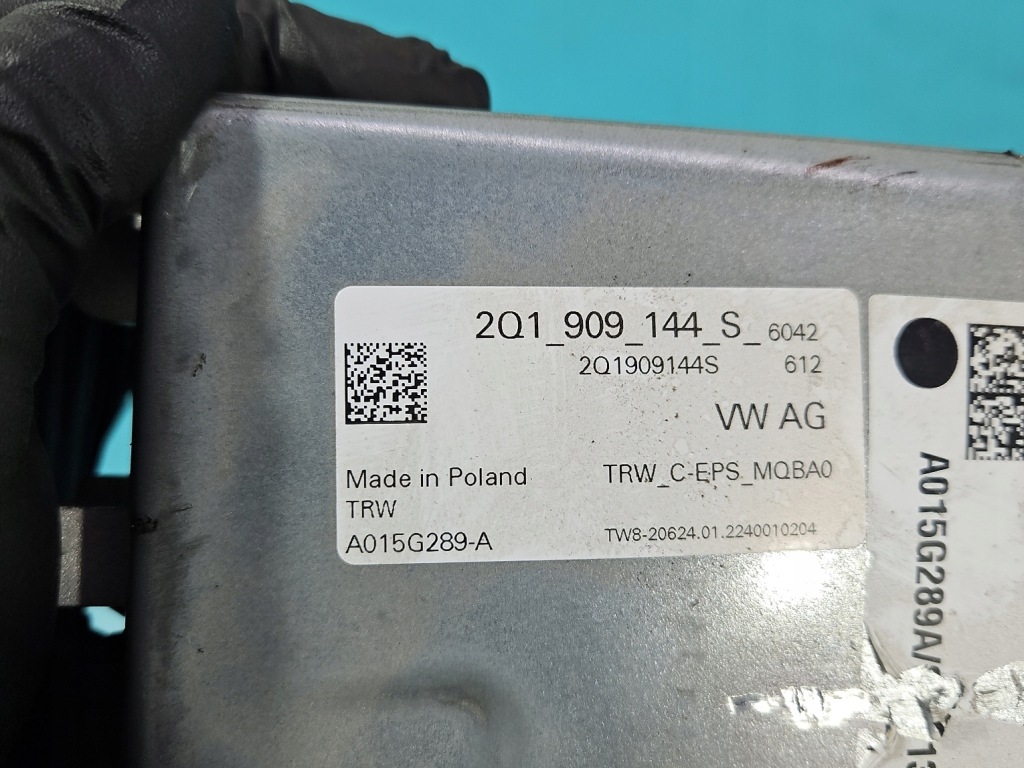 2Q1_909_144_S_ 6042
2Q1909144S 612
VW AG
Made in Poland
TRW_C-EPS_MQBA0
TRW
A015G289-A
TW8-20624.01.2240010204
A015G289A/